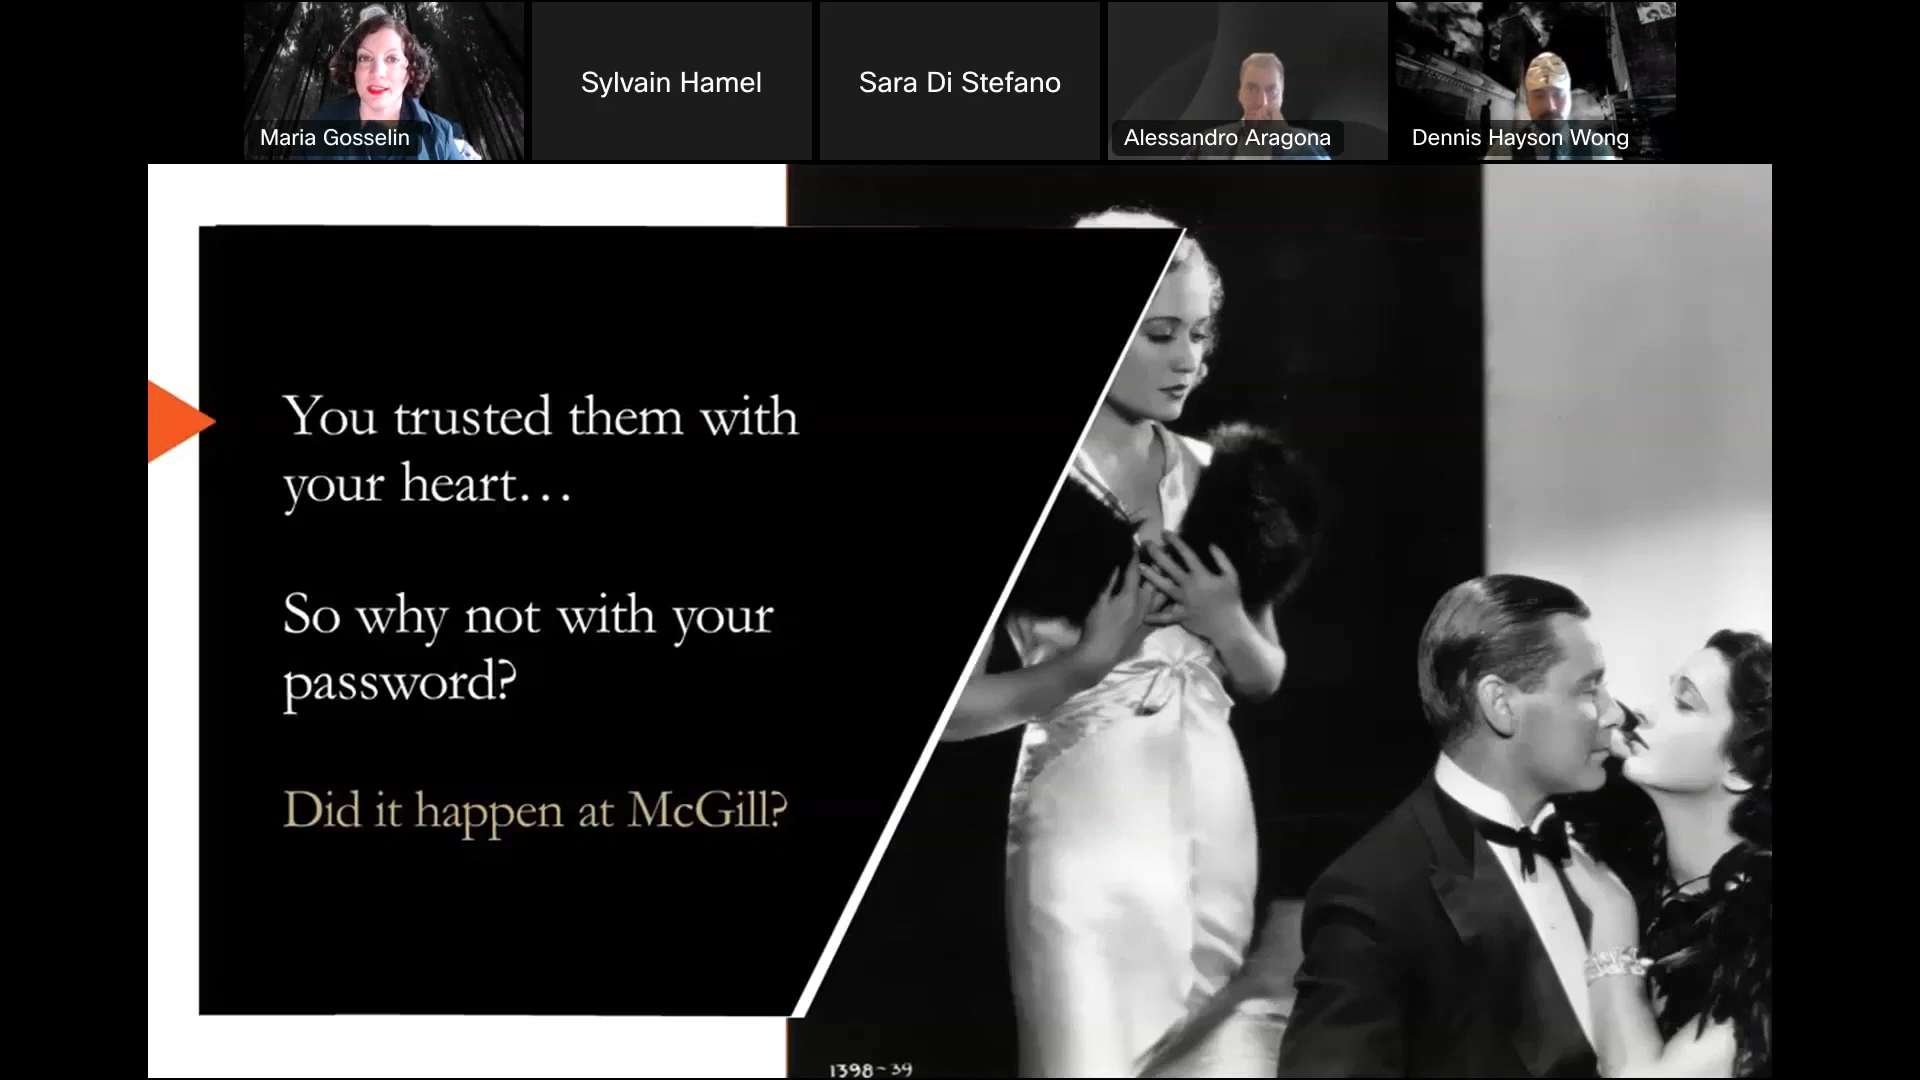 Maria Gosselin
Sylvain Hamel
Sara Di Stefano
Alessandro Aragona
Dennis Hayson Wong
You trusted them with
your heart...
So why not with your
password?
Did it happen at McGill?
1398-39